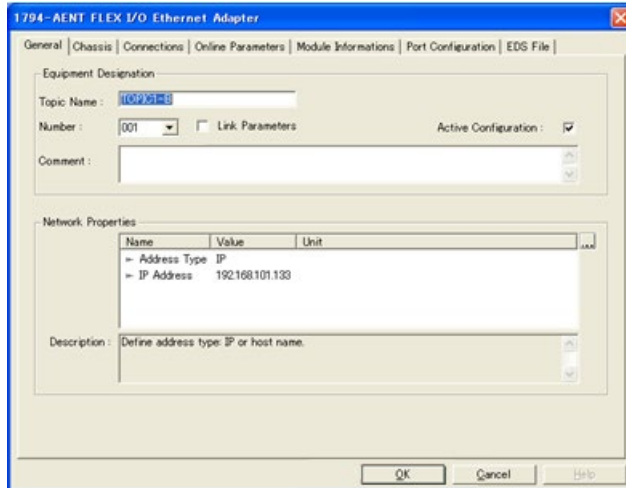 1794-AENT FLEX I/O Ethernet Adapter
General Chassis Connections Online Parameters Module Informations Port Configuration EDS File
Equipment Designation
Topic Name : TOPIC1-B
Number : 001 Link Parameters Active Configuration :
Comment :
Network Properties
Name Value Unit
Address Type IP
IP Address 192.168.101.133
...
Description : Define address type: IP or host name.
OK Cancel Help